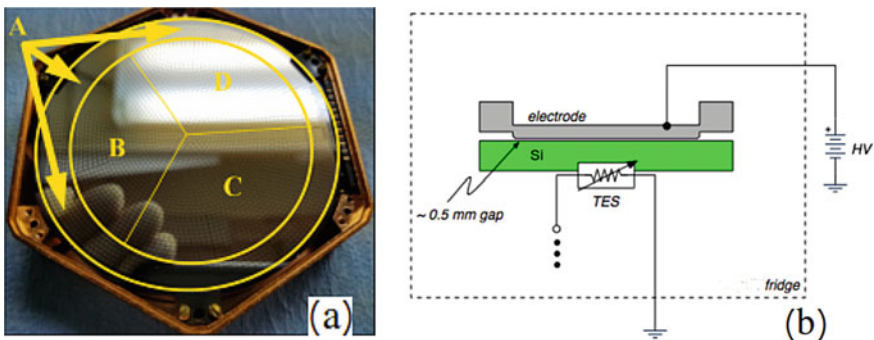 A
D
B
C
(a)
electrode
Si
~ 0.5 mm gap
TES
+
HV
fridge
(b)